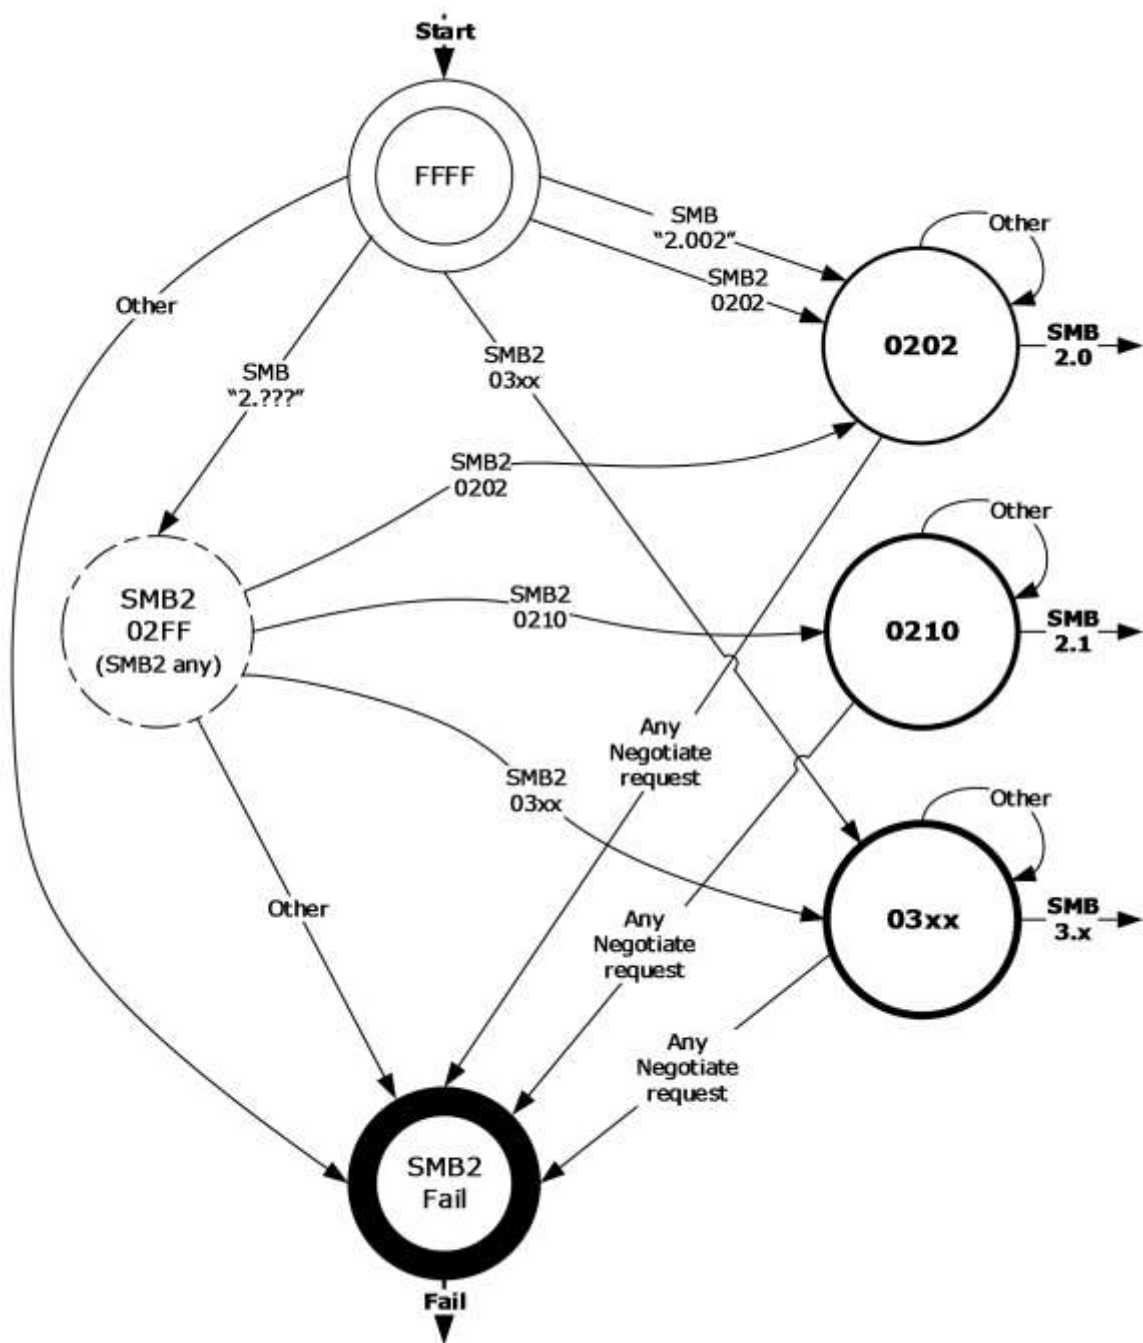 Start
FFFF
SMB
“2.002”
Other
SMB2
0202
Other
SMB2
03xx
0202
SMB
2.0
SMB
“2.???”
SMB2
0202
Other
SMB2
02FF
(SMB2 any)
SMB2
0210
0210
SMB
2.1
Any
Negotiate
request
SMB2
03xx
Other
Other
Any
Negotiate
request
03xx
SMB
3.x
Any
Negotiate
request
SMB2
Fail
Fail